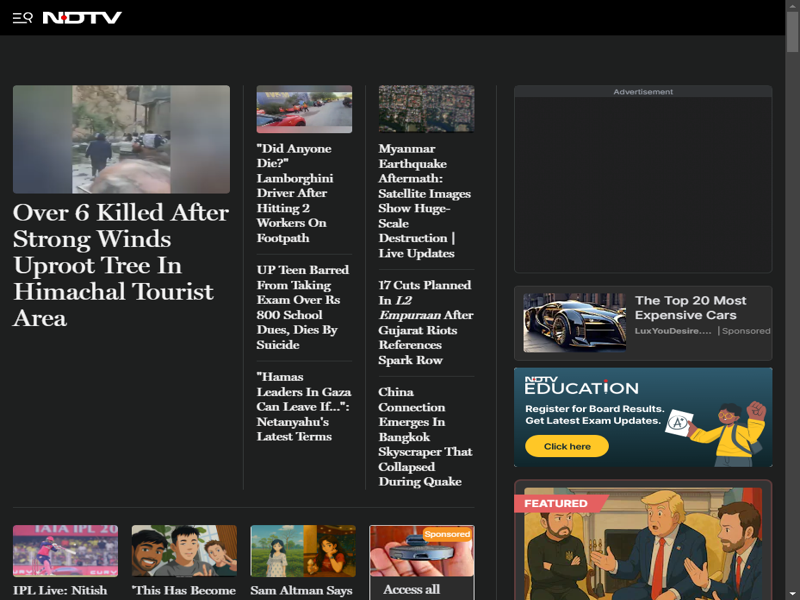 NDTV
Over 6 Killed After
Strong Winds
Uproot Tree In
Himachal Tourist
Area
"Did Anyone
Die?"
Lamborghini
Driver After
Hitting 2
Workers On
Footpath
UP Teen Barred
From Taking
Exam Over Rs
800 School
Dues, Dies By
Suicide
"Hamas
Leaders In Gaza
Can Leave If...":
Netanyahu's
Latest Terms
Myanmar
Earthquake
Aftermath:
Satellite Images
Show Huge-
Scale
Destruction |
Live Updates
17 Cuts Planned
In L2
Empuraan After
Gujarat Riots
References
Spark Row
China
Connection
Emerges In
Bangkok
Skyscraper That
Collapsed
During Quake
Advertisement
The Top 20 Most
Expensive Cars
LuxYouDesire.... | Sponsored
NDTV
EDUCATION
Register for Board Results.
Get Latest Exam Updates.
A+
Click here
FEATURED
TATA IPL 20
IPL Live: Nitish
'This Has Become
Sam Altman Says
Sponsored
Access all